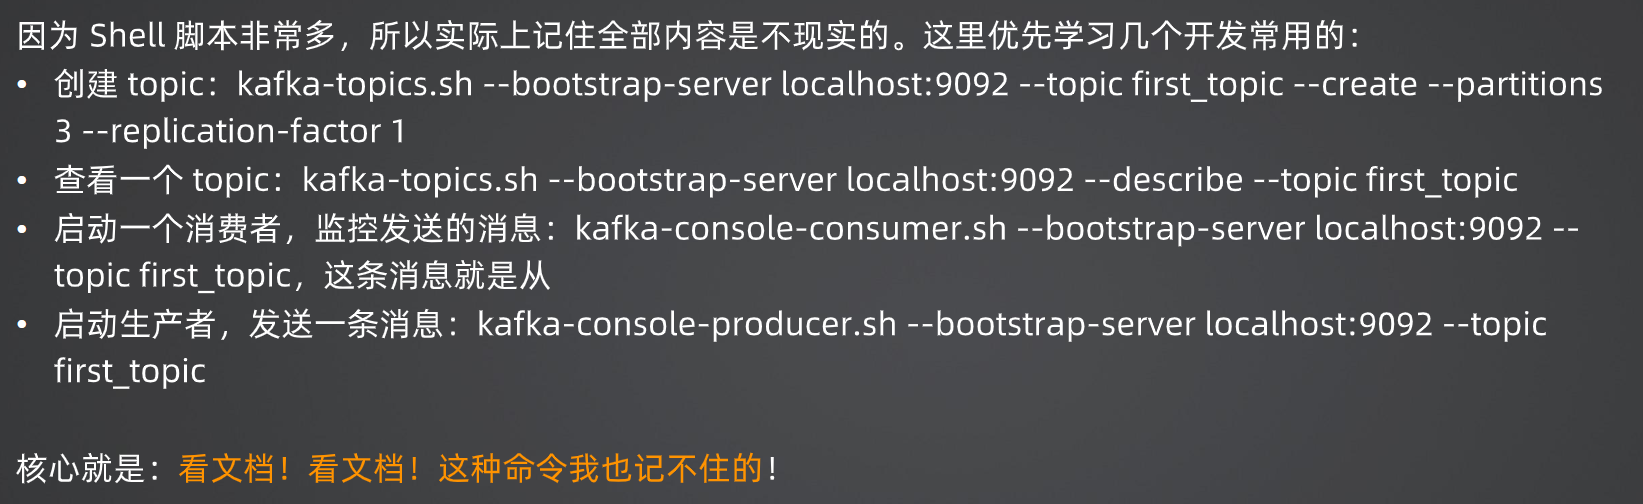 因为 Shell 脚本非常多，所以实际上记住全部内容是不现实的。这里优先学习几个开发常用的：
• 创建 topic：kafka-topics.sh --bootstrap-server localhost:9092 --topic first_topic --create --partitions
3 --replication-factor 1
• 查看一个 topic：kafka-topics.sh --bootstrap-server localhost:9092 --describe --topic first_topic
• 启动一个消费者，监控发送的消息：kafka-console-consumer.sh --bootstrap-server localhost:9092 --
topic first_topic，这条消息就是从
• 启动生产者，发送一条消息：kafka-console-producer.sh --bootstrap-server localhost:9092 --topic
first_topic
核心就是：看文档！看文档！这种命令我也记不住的！